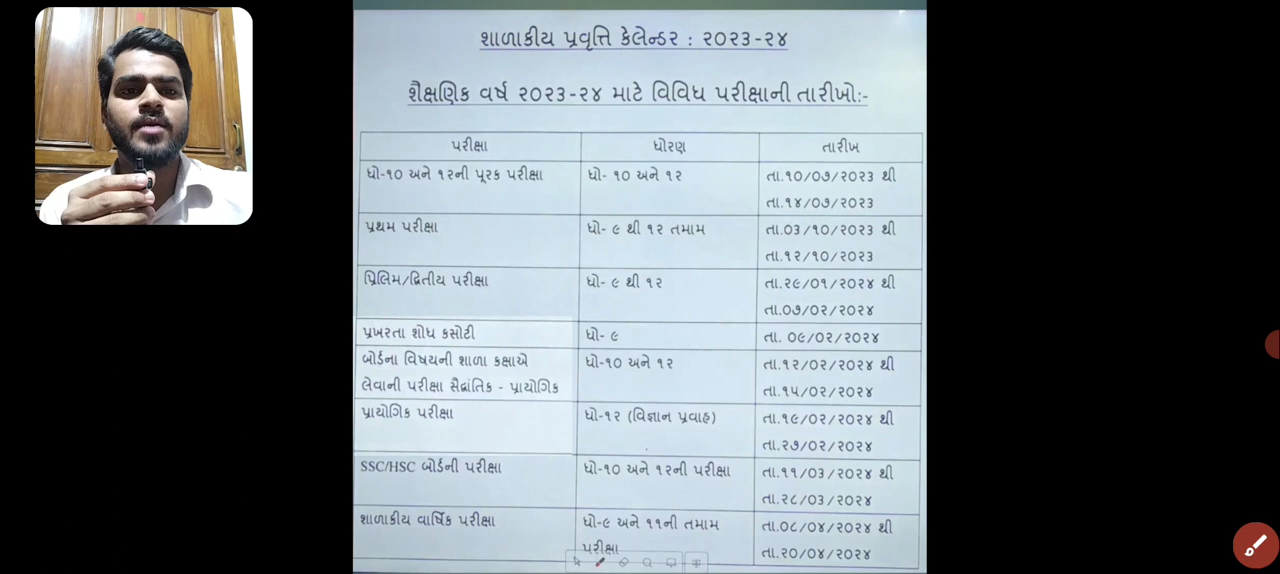 શાળાકીય પ્રવૃત્તિ કેલેન્ડર : ૨૦૨૩-૨૪
શૈક્ષણિક વર્ષ ૨૦૨૩-૨૪ માટે વિવિધ પરીક્ષાની તારીખોઃ-
પરીક્ષા ધોરણ તારીખ
ધો-૧૦ અને ૧૨ની પૂરક પરીક્ષા ધો- ૧૦ અને ૧૨ તા.૧૦/૦૭/૨૦૨૩ થી
તા.૧૪/૦૭/૨૦૨૩
પ્રથમ પરીક્ષા ધો- ૯ થી ૧૨ તમામ તા.૦૩/૧૦/૨૦૨૩ થી
તા.૧૨/૧૦/૨૦૨૩
પ્રિલિમ/દ્વિતીય પરીક્ષા ધો- ૯ થી ૧૨ તા.૨૯/૦૧/૨૦૨૪ થી
તા.૦૭/૦૨/૨૦૨૪
પ્રખરતા શોધ કસોટી ધો- ૯ તા. ૦૯/૦૨/૨૦૨૪
બોર્ડના વિષયની શાળા કક્ષાએ ધો-૧૦ અને ૧૨ તા.૧૨/૦૨/૨૦૨૪ થી
લેવાની પરીક્ષા સૈદ્રાંતિક - પ્રાયોગિક તા.૧૫/૦૨/૨૦૨૪
પ્રાયોગિક પરીક્ષા ધો-૧૨ (વિજ્ઞાન પ્રવાહ) તા.૧૯/૦૨/૨૦૨૪ થી
તા.૨૭/૦૨/૨૦૨૪
SSC/HSC બોર્ડની પરીક્ષા ધો-૧૦ અને ૧૨ની પરીક્ષા તા.૧૧/૦૩/૨૦૨૪ થી
તા.૨૮/૦૩/૨૦૨૪
શાળાકીય વાર્ષિક પરીક્ષા ધો-૯ અને ૧૧ની તમામ તા.૦૮/૦૪/૨૦૨૪ થી
પરીક્ષા તા.૨૦/૦૪/૨૦૨૪